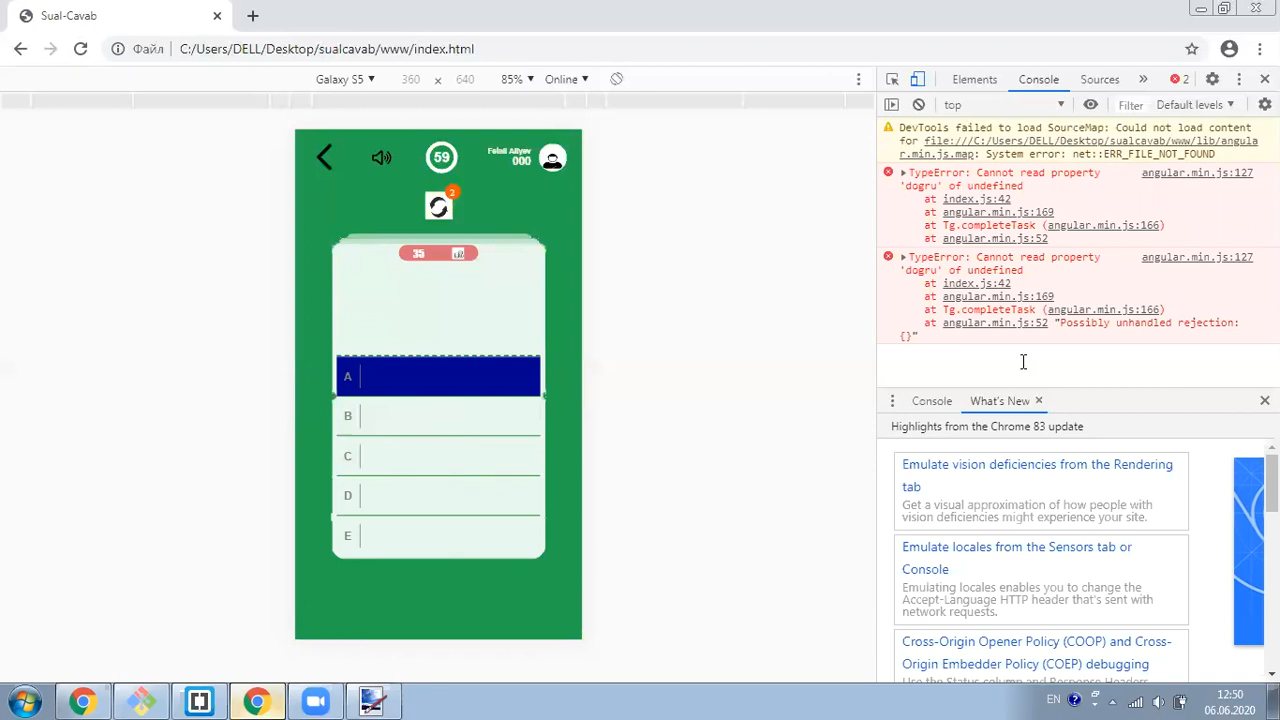 Sual-Cavab
Файл C:/Users/DELL/Desktop/sualcavab/www/index.html
Galaxy S5 360 × 640 85% Online
Elements Console Sources 2
top Filter Default levels
DevTools failed to load SourceMap: Could not load content
for file:///C:/Users/DELL/Desktop/sualcavab/www/lib/angula
r.min.js.map: System error: net::ERR_FILE_NOT_FOUND
TypeError: Cannot read property angular.min.js:127
'dogru' of undefined
at index.js:42
at angular.min.js:169
at Tg.completeTask (angular.min.js:166)
at angular.min.js:52
TypeError: Cannot read property angular.min.js:127
'dogru' of undefined
at index.js:42
at angular.min.js:169
at Tg.completeTask (angular.min.js:166)
at angular.min.js:52 "Possibly unhandled rejection:
{}"
59
000
2
35
A
B
C
D
E
Console What's New
Highlights from the Chrome 83 update
Emulate vision deficiencies from the Rendering
tab
Get a visual approximation of how people with
vision deficiencies might experience your site.
Emulate locales from the Sensors tab or
Console
Emulating locales enables you to change the
Accept-Language HTTP header that's sent with
network requests.
Cross-Origin Opener Policy (COOP) and Cross-
Origin Embedder Policy (COEP) debugging
Use the Status column and Response Headers
EN 12:50
06.06.2020